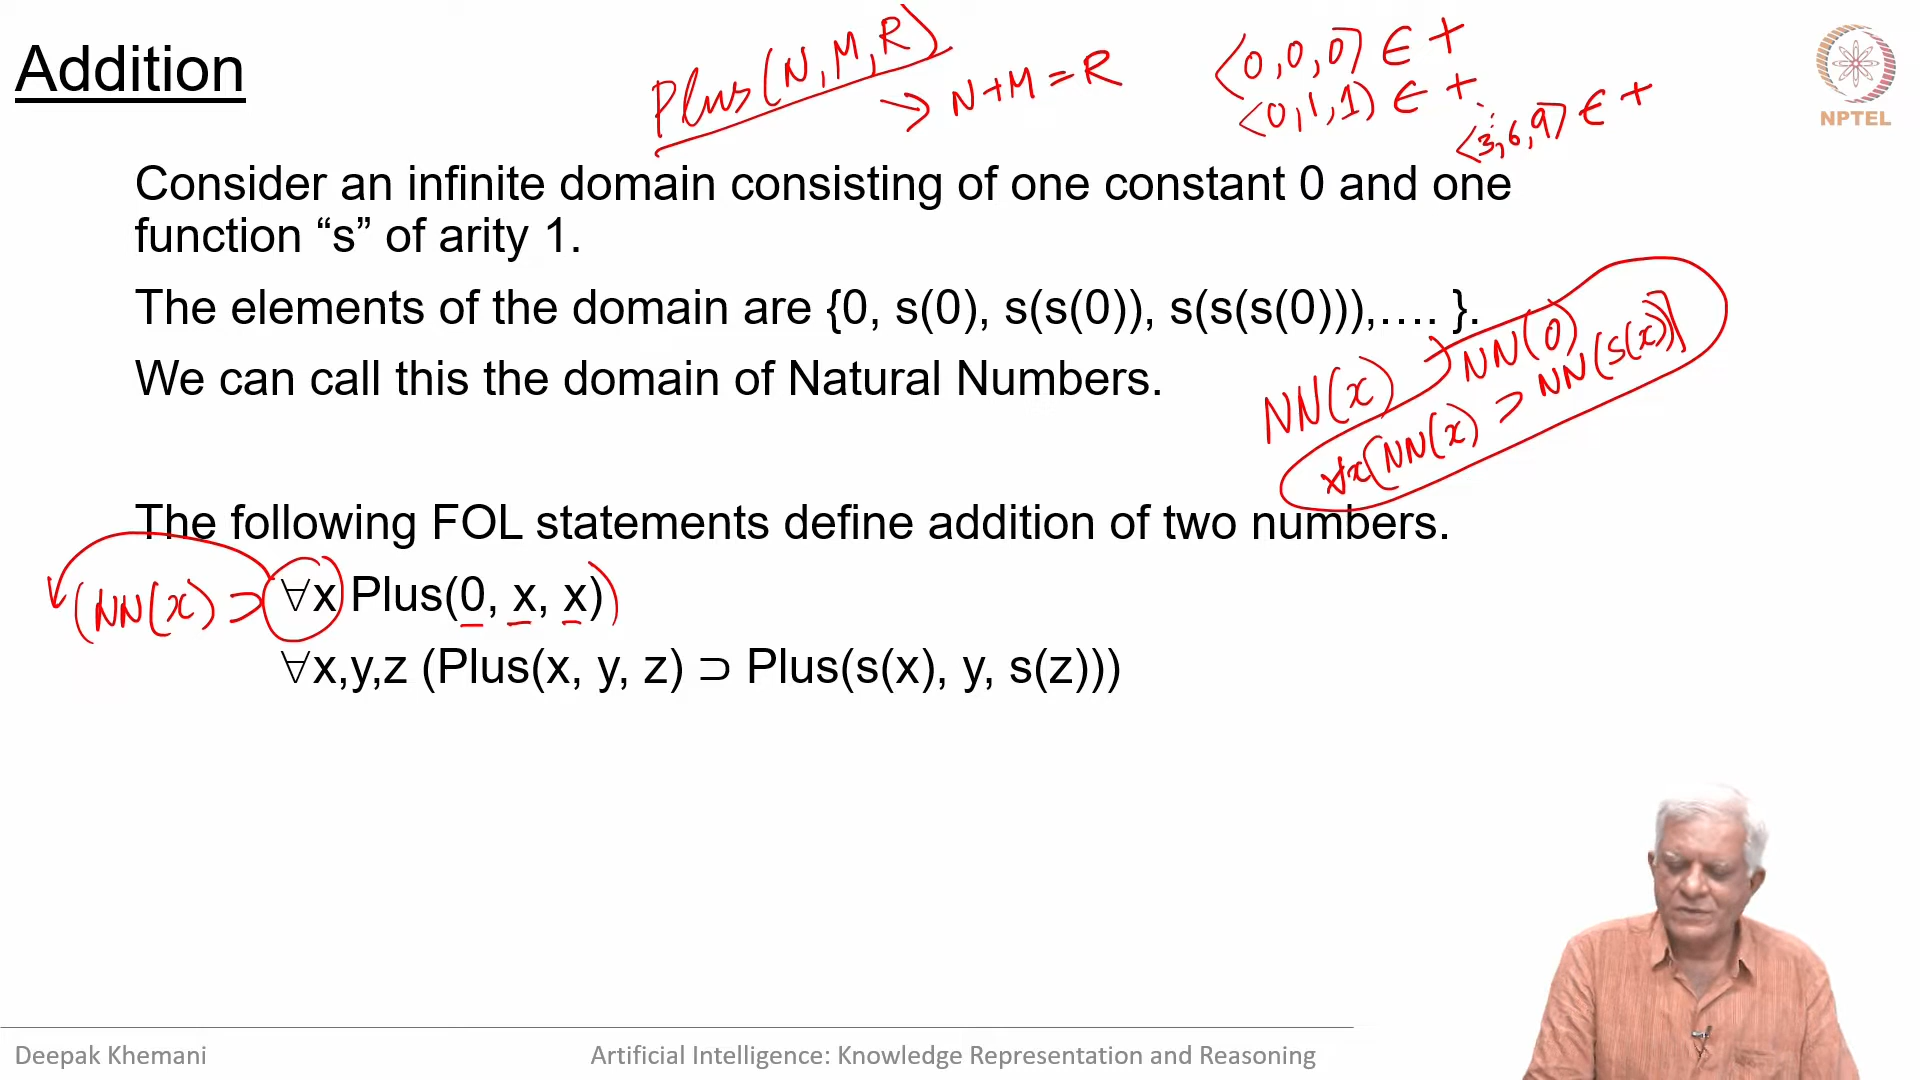 Addition
Plus(N, M, R)
→ N+M=R
<0,0,0> ∈ +
<0,1,1> ∈ +
<3,6,9> ∈ +
NPTEL
Consider an infinite domain consisting of one constant 0 and one
function “s” of arity 1.
The elements of the domain are {0, s(0), s(s(0)), s(s(s(0))),…. }.
We can call this the domain of Natural Numbers.
NN(x)
NN(0)
∀x(NN(x) ⊃ NN(s(x))
The following FOL statements define addition of two numbers.
(NN(x) ⊃ ∀x Plus(0, x, x))
∀x,y,z (Plus(x, y, z) ⊃ Plus(s(x), y, s(z)))
Deepak Khemani
Artificial Intelligence: Knowledge Representation and Reasoning